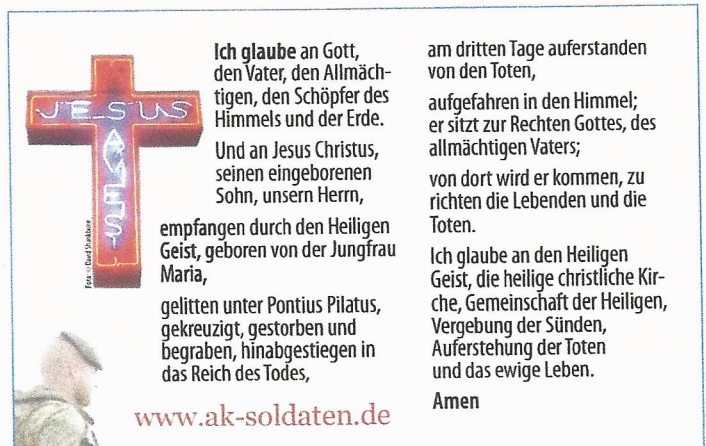 JESUS
SAVES
Foto: © David Shankbone
Ich glaube an Gott,
den Vater, den Allmäch-
tigen, den Schöpfer des
Himmels und der Erde.
Und an Jesus Christus,
seinen eingeborenen
Sohn, unsern Herrn,
empfangen durch den Heiligen
Geist, geboren von der Jungfrau
Maria,
gelitten unter Pontius Pilatus,
gekreuzigt, gestorben und
begraben, hinabgestiegen in
das Reich des Todes,
www.ak-soldaten.de
am dritten Tage auferstanden
von den Toten,
aufgefahren in den Himmel;
er sitzt zur Rechten Gottes, des
allmächtigen Vaters;
von dort wird er kommen, zu
richten die Lebenden und die
Toten.
Ich glaube an den Heiligen
Geist, die heilige christliche Kir-
che, Gemeinschaft der Heiligen,
Vergebung der Sünden,
Auferstehung der Toten
und das ewige Leben.
Amen